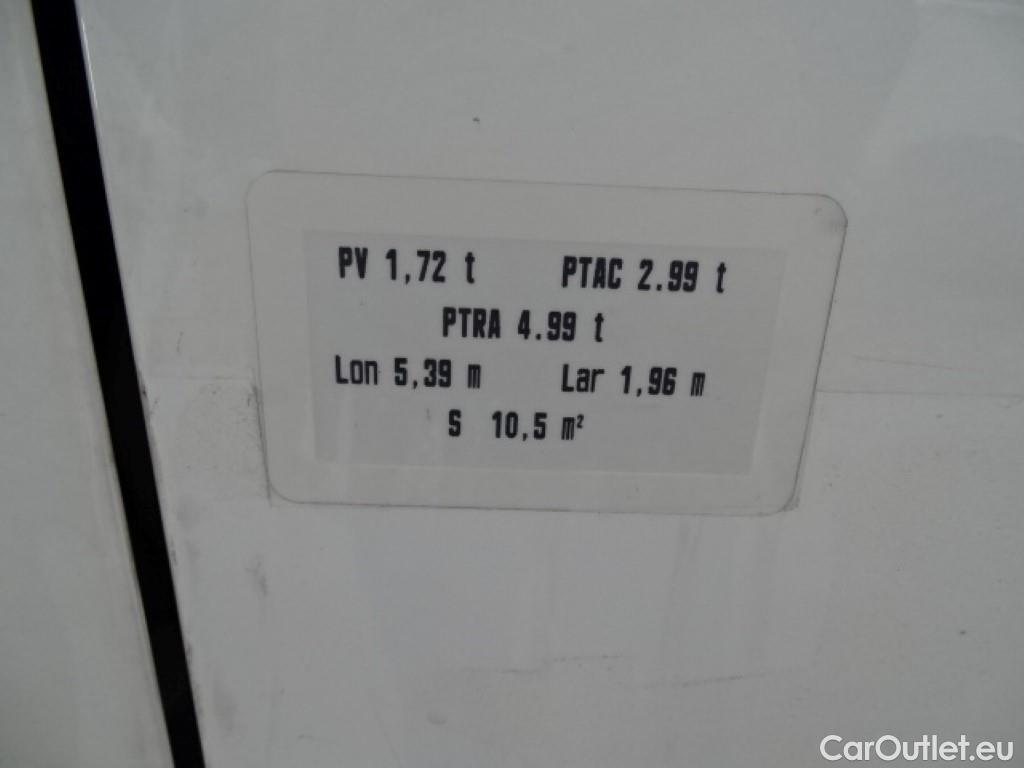 PV 1,72 t PTAC 2.99 t
PTRA 4.99 t
Lon 5,39 m Lar 1,96 m
S 10,5 m²
CarOutlet.eu